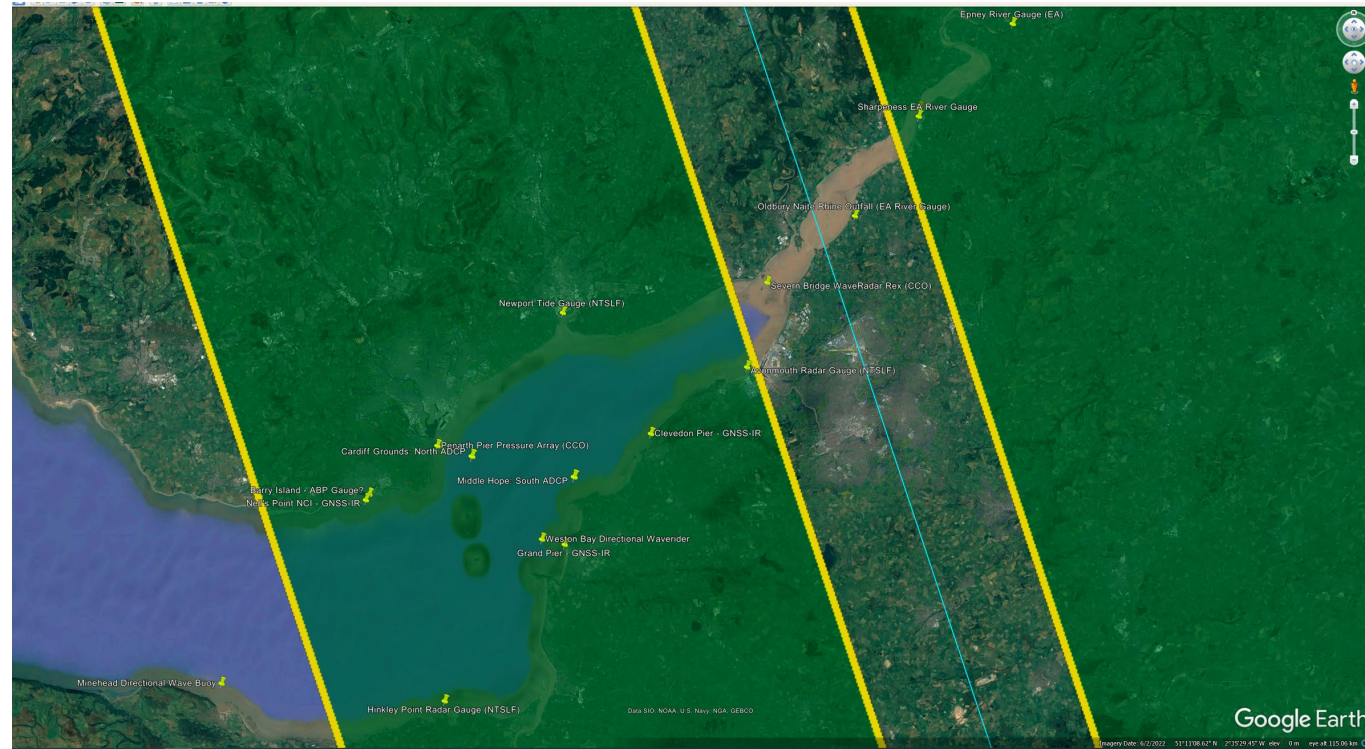 Epney River Gauge (EA)
Sharpeness EA River Gauge
Oldbury Naite Rhine Outfall (EA River Gauge)
Severn Bridge WaveRadar Rex (CCO)
Newport Tide Gauge (NTSLF)
Avonmouth Radar Gauge (NTSLF)
Clevedon Pier - GNSS-IR
Penarth Pier Pressure Array (CCO)
Cardiff Grounds: North ADCP
Middle Hope: South ADCP
Barry Island - ABP Gauge?
Nell's Point NCI - GNSS-IR
Weston Bay Directional Waverider
Grand Pier - GNSS-IR
Minehead Directional Wave Buoy
Hinkley Point Radar Gauge (NTSLF)
Data SIO, NOAA, U.S. Navy, NGA, GEBCO
Google Earth
Imagery Date: 6/2/2022 51°11'08.62" N 2°35'29.45" W elev 0 m eye alt 115.06 km